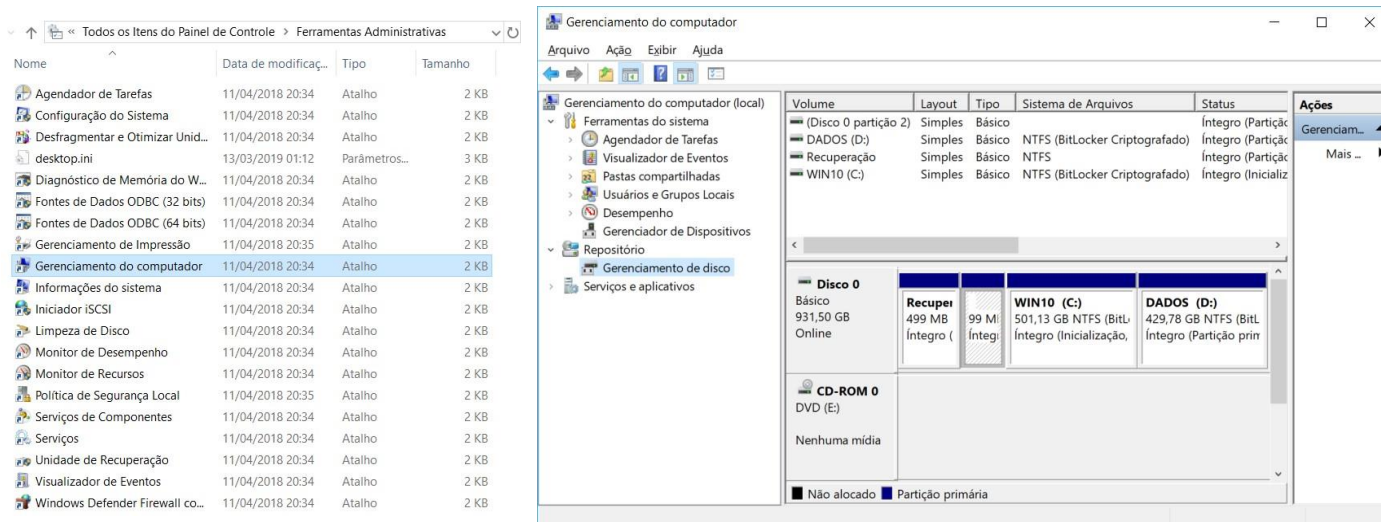 « Todos os Itens do Painel de Controle > Ferramentas Administrativas
Nome Data de modificaç... Tipo Tamanho
Agendador de Tarefas 11/04/2018 20:34 Atalho 2 KB
Configuração do Sistema 11/04/2018 20:34 Atalho 2 KB
Desfragmentar e Otimizar Unid... 11/04/2018 20:34 Atalho 2 KB
desktop.ini 13/03/2019 01:12 Parâmetros... 3 KB
Diagnóstico de Memória do W... 11/04/2018 20:34 Atalho 2 KB
Fontes de Dados ODBC (32 bits) 11/04/2018 20:34 Atalho 2 KB
Fontes de Dados ODBC (64 bits) 11/04/2018 20:34 Atalho 2 KB
Gerenciamento de Impressão 11/04/2018 20:35 Atalho 2 KB
Gerenciamento do computador 11/04/2018 20:34 Atalho 2 KB
Informações do sistema 11/04/2018 20:34 Atalho 2 KB
Iniciador iSCSI 11/04/2018 20:34 Atalho 2 KB
Limpeza de Disco 11/04/2018 20:34 Atalho 2 KB
Monitor de Desempenho 11/04/2018 20:34 Atalho 2 KB
Monitor de Recursos 11/04/2018 20:34 Atalho 2 KB
Política de Segurança Local 11/04/2018 20:35 Atalho 2 KB
Serviços de Componentes 11/04/2018 20:34 Atalho 2 KB
Serviços 11/04/2018 20:34 Atalho 2 KB
Unidade de Recuperação 11/04/2018 20:34 Atalho 2 KB
Visualizador de Eventos 11/04/2018 20:34 Atalho 2 KB
Windows Defender Firewall co... 11/04/2018 20:34 Atalho 2 KB
Gerenciamento do computador
Arquivo Ação Exibir Ajuda
Gerenciamento do computador (local)
Ferramentas do sistema
Agendador de Tarefas
Visualizador de Eventos
Pastas compartilhadas
Usuários e Grupos Locais
Desempenho
Gerenciador de Dispositivos
Repositório
Gerenciamento de disco
Serviços e aplicativos
Volume Layout Tipo Sistema de Arquivos Status
(Disco 0 partição 2) Simples Básico Íntegro (Partiçã
DADOS (D:) Simples Básico NTFS (BitLocker Criptografado) Íntegro (Partiçã
Recuperação Simples Básico NTFS Íntegro (Partiçã
WIN10 (C:) Simples Básico NTFS (BitLocker Criptografado) Íntegro (Inicializ
Disco 0
Básico
931,50 GB
Online
Recuper
499 MB
Íntegro (
99 M
Íntegr
WIN10 (C:)
501,13 GB NTFS (BitL
Íntegro (Inicialização,
DADOS (D:)
429,78 GB NTFS (BitL
Íntegro (Partição prim
CD-ROM 0
DVD (E:)
Nenhuma mídia
Não alocado Partição primária
Ações
Gerenciam...
Mais ...